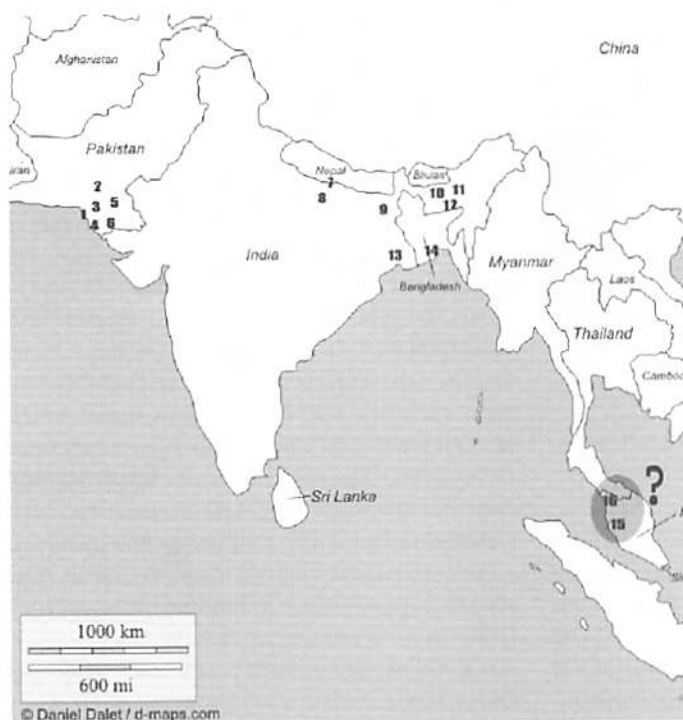 China
Afghanistan
Pakistan
Iran
2
3
5
1
4
6
Nepal
7
8
9
Bhutan
10
11
12
India
13
14
Bangladesh
Myanmar
Laos
Thailand
?
16
15
Sri Lanka
1000 km
600 mi
© Daniel Dalet / d-maps.com